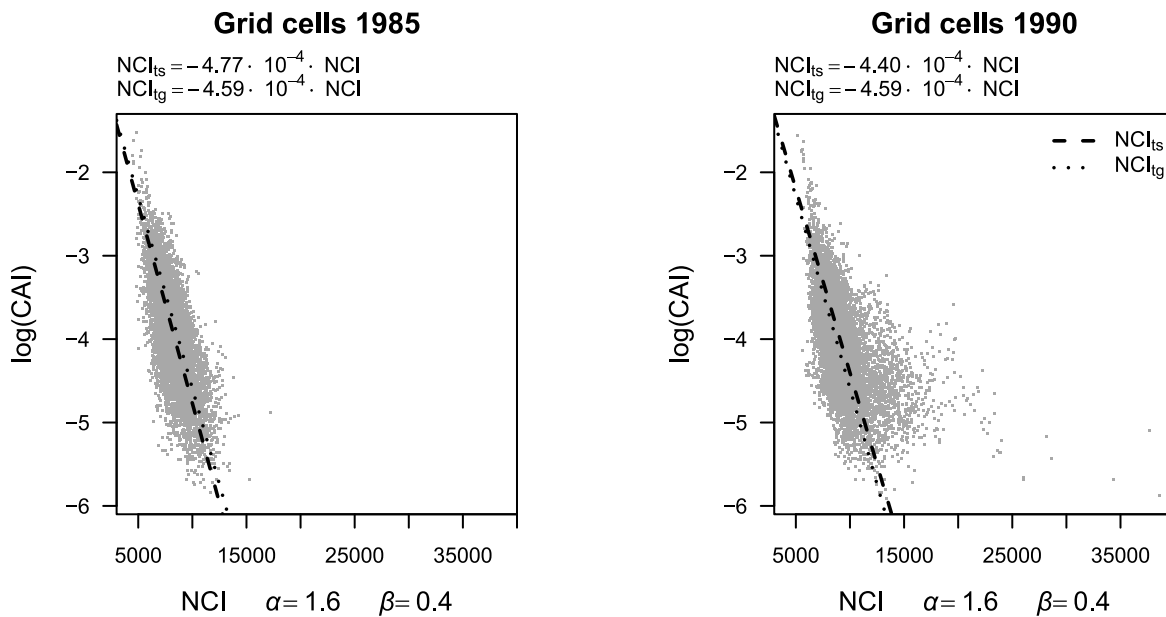 Grid cells 1985
NCIts = −4.77 · 10−4 · NCI
NCItg = −4.59 · 10−4 · NCI
−2
−3
−4
−5
−6
log(CAI)
5000 15000 25000 35000
NCI α= 1.6 β= 0.4
Grid cells 1990
NCIts = −4.40 · 10−4 · NCI
NCItg = −4.59 · 10−4 · NCI
NCIts
NCItg
−2
−3
−4
−5
−6
log(CAI)
5000 15000 25000 35000
NCI α= 1.6 β= 0.4